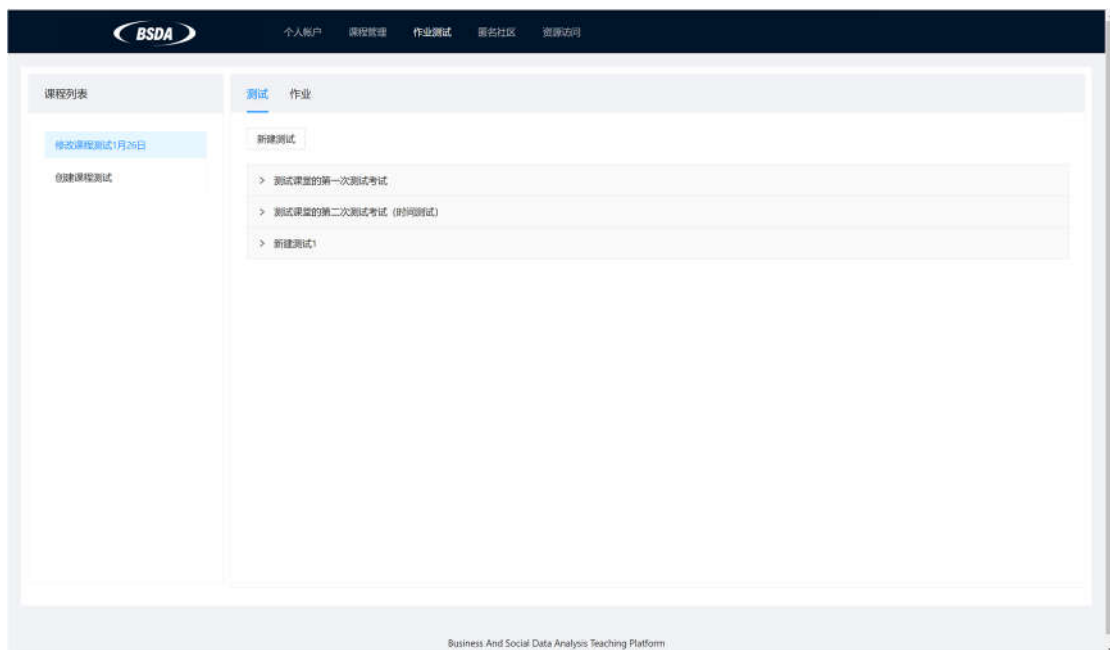 BSDA 个人帐户 课程管理 作业测试 匿名社区 资源访问
课程列表
修改课程测试1月26日
创建课程测试
测试 作业
新建测试
> 测试课堂的第一次测试考试
> 测试课堂的第二次测试考试（时间测试）
> 新建测试1
Business And Social Data Analysis Teaching Platform